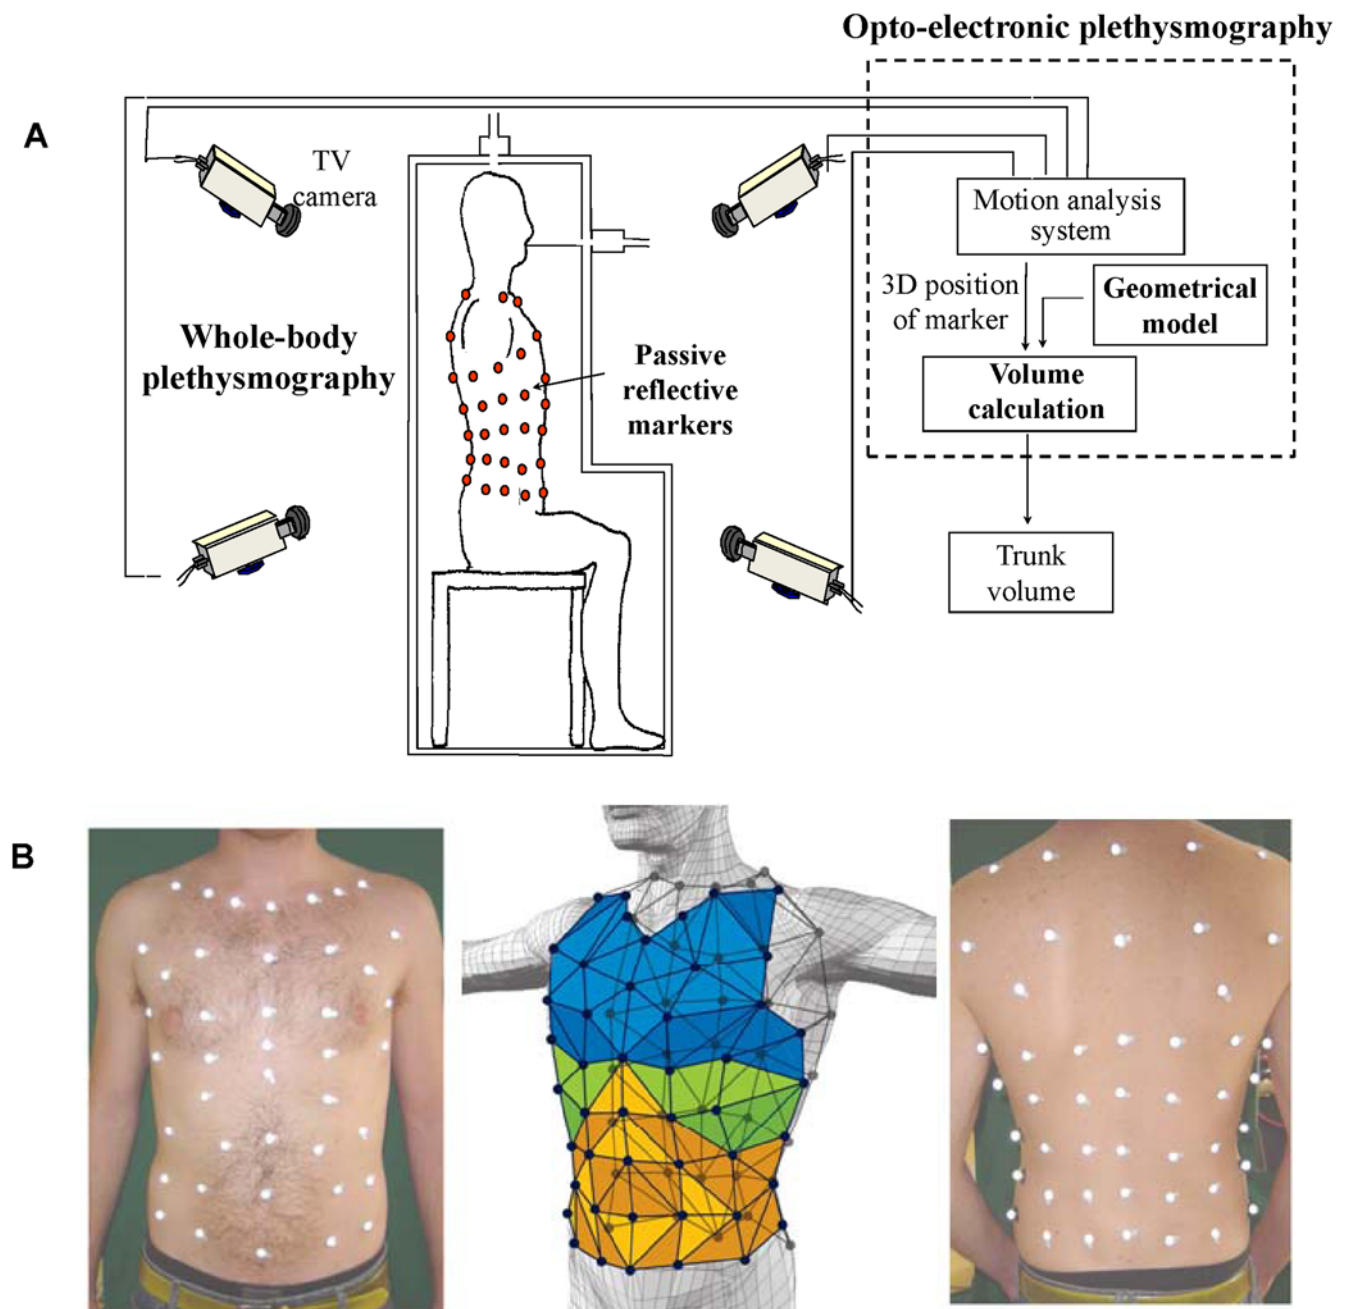 Opto-electronic plethysmography
A
TV
camera
Motion analysis
system
3D position
of marker
Geometrical
model
Whole-body
plethysmography
Passive
reflective
markers
Volume
calculation
Trunk
volume
B